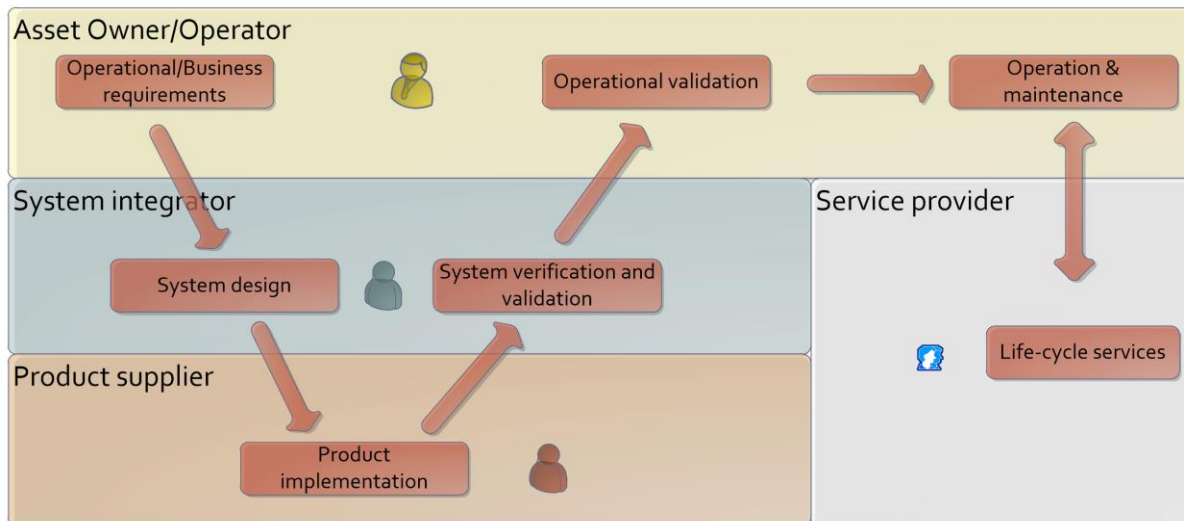 Asset Owner/Operator
Operational/Business
requirements
Operational validation
Operation &
maintenance
System integrator
Service provider
System design
System verification and
validation
Life-cycle services
Product supplier
Product
implementation